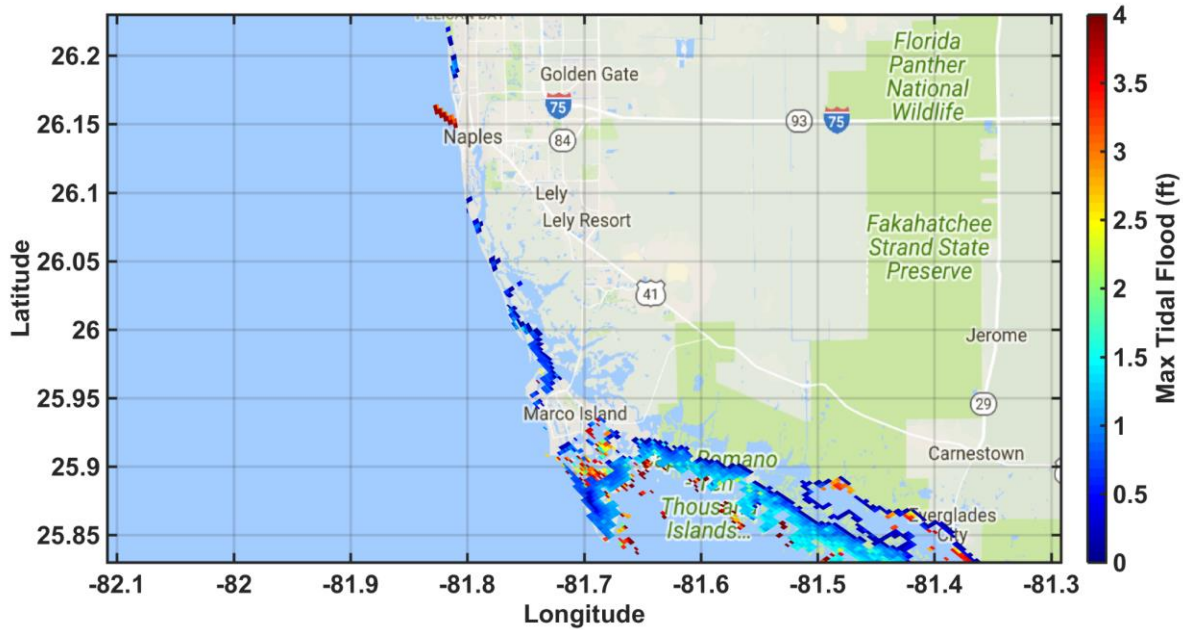 PELICAN BAY
Golden Gate
75
84
Naples
93
75
Florida
Panther
National
Wildlife
Lely
Lely Resort
Fakahatchee
Strand State
Preserve
41
Jerome
29
Marco Island
Carnestown
Romano
Ten
Thousand
Islands...
Everglades
City
26.2
26.15
26.1
26.05
26
25.95
25.9
25.85
Latitude
-82.1 -82 -81.9 -81.8 -81.7 -81.6 -81.5 -81.4 -81.3
Longitude
4
3.5
3
2.5
2
1.5
1
0.5
0
Max Tidal Flood (ft)